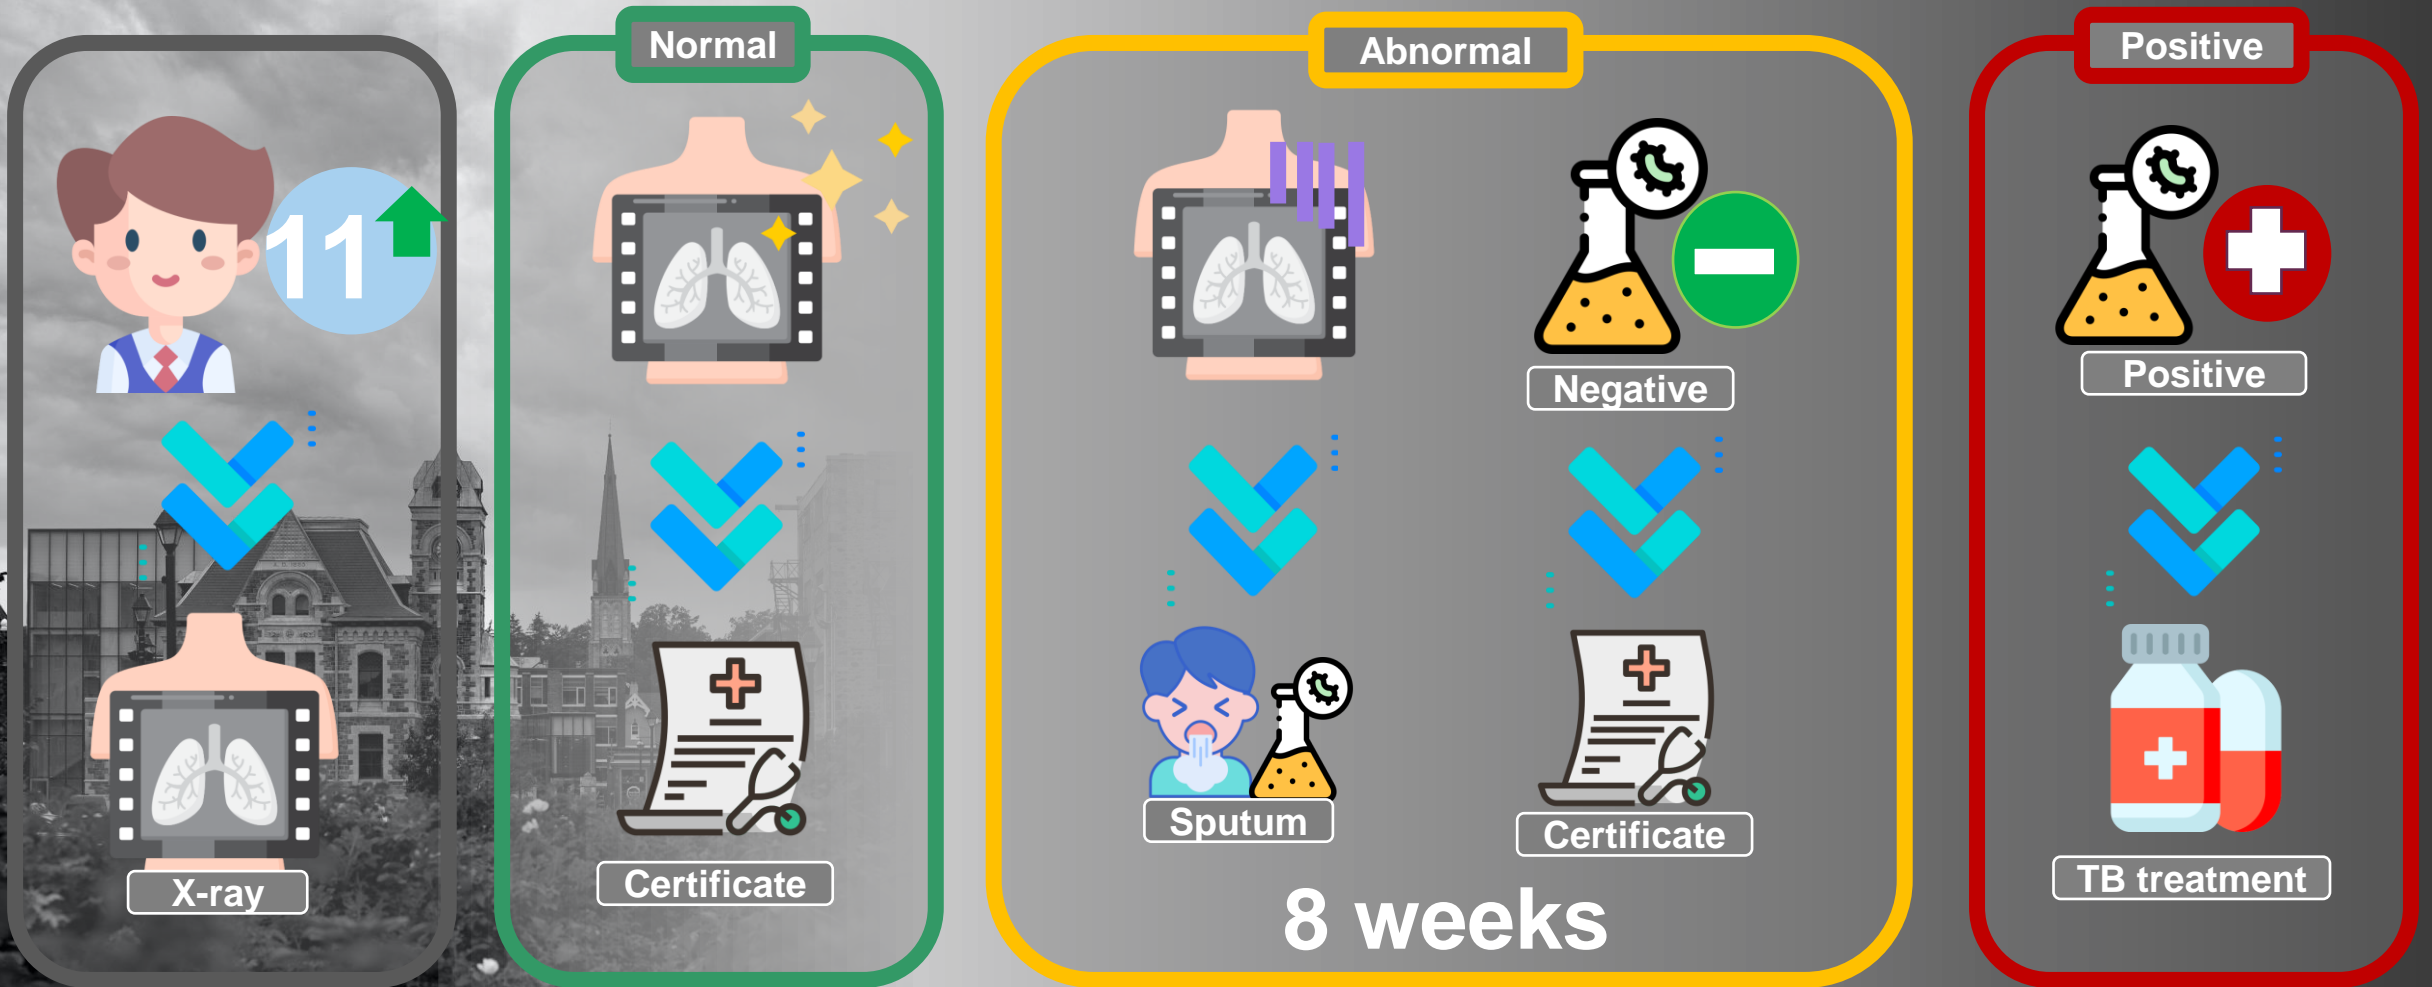 11
X-ray
Normal
Certificate
Abnormal
Sputum
Negative
Certificate
8 weeks
Positive
Positive
TB treatment